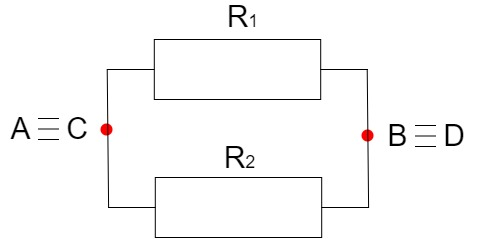 R₁
A ≡ C
B ≡ D
R₂